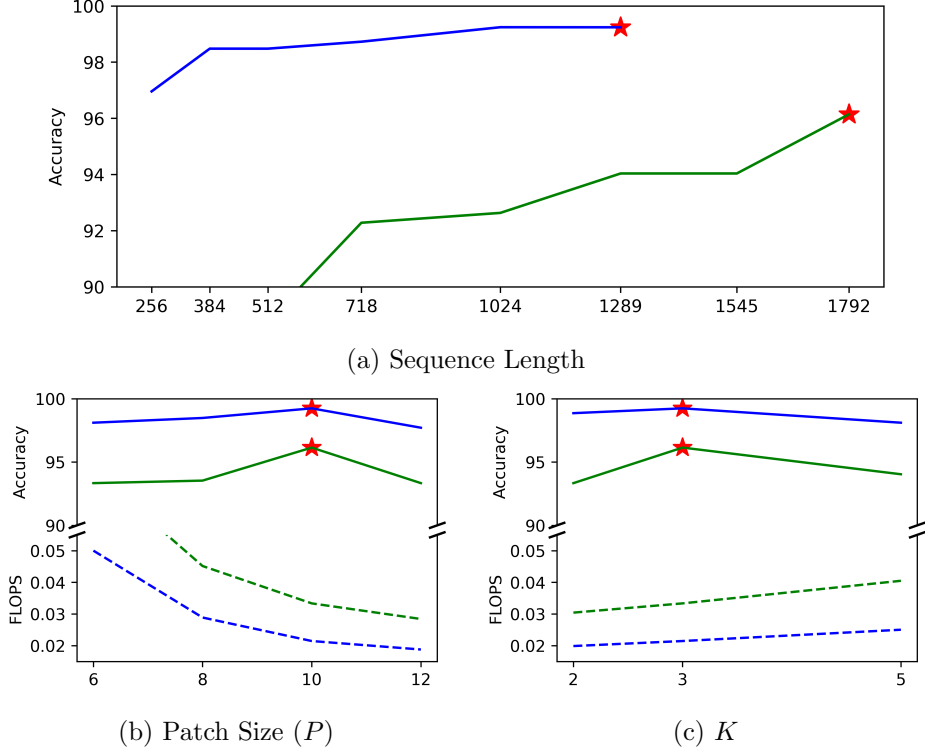 100
98
96
94
92
90
Accuracy
256 384 512 718 1024 1289 1545 1792
(a) Sequence Length
100
95
90
Accuracy
0.05
0.04
0.03
0.02
FLOPS
6 8 10 12
(b) Patch Size (P)
100
95
90
Accuracy
0.05
0.04
0.03
0.02
FLOPS
2 3 5
(c) K